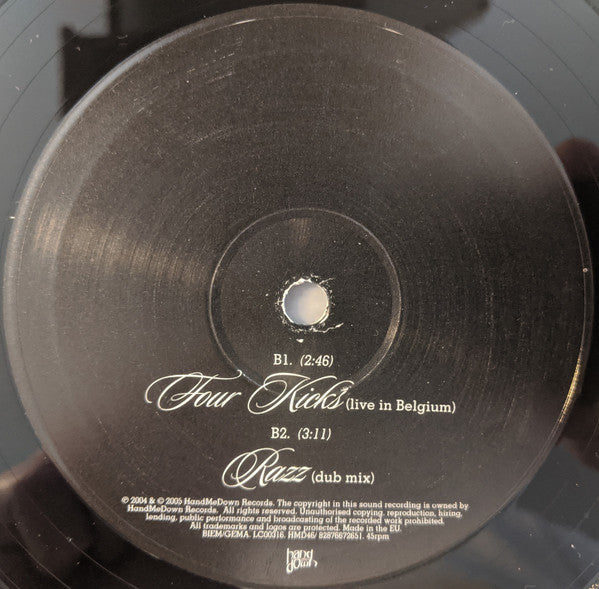 B1. (2:46)
Four Kicks (live in Belgium)
B2. (3:11)
Razz (dub mix)
℗ 2004 & © 2005 HandMeDown Records. The copyright in this sound recording is owned by
HandMeDown Records. All rights reserved. Unauthorised copying, reproduction, hiring,
lending, public performance and broadcasting of the recorded work prohibited.
All trademarks and logos are protected. Made in the EU.
BIEM/GEMA. LC00316. HMD46/ 82876672651. 45rpm
hand
me
down